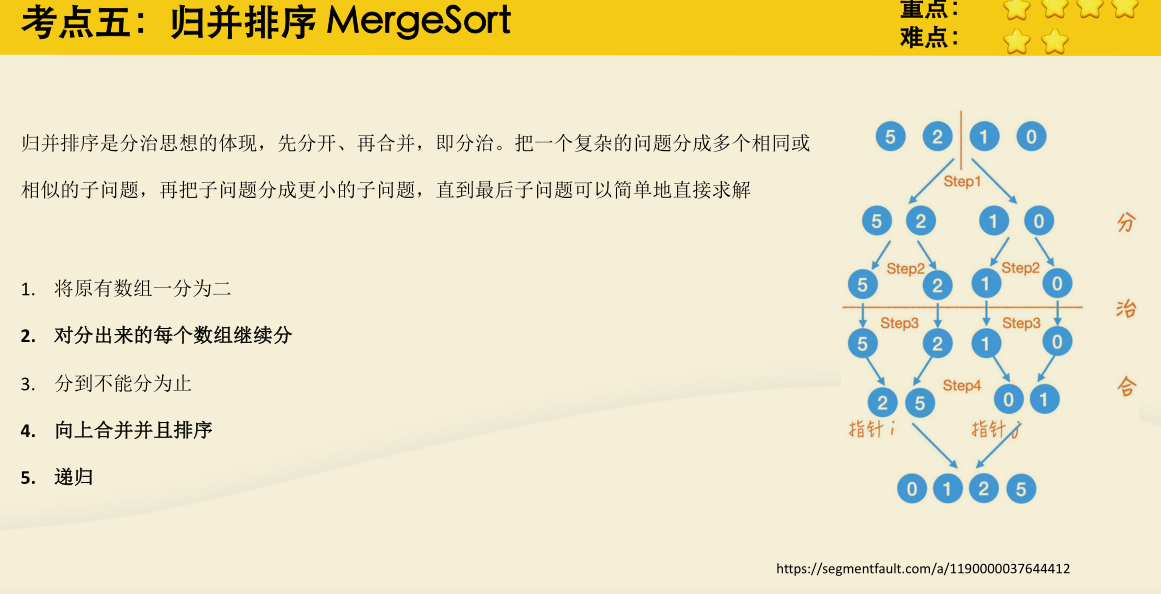 考点五：归并排序 MergeSort
重点：
难点：
归并排序是分治思想的体现，先分开、再合并，即分治。把一个复杂的问题分成多个相同或
相似的子问题，再把子问题分成更小的子问题，直到最后子问题可以简单地直接求解
1. 将原有数组一分为二
2. 对分出来的每个数组继续分
3. 分到不能分为止
4. 向上合并并且排序
5. 递归
5 2 1 0
Step1
5 2 1 0
分
Step2 Step2
5 2 1 0
治
Step3 Step3
5 2 1 0
Step4
合
2 5 0 1
指针 i 指针 j
0 1 2 5
https://segmentfault.com/a/1190000037644412